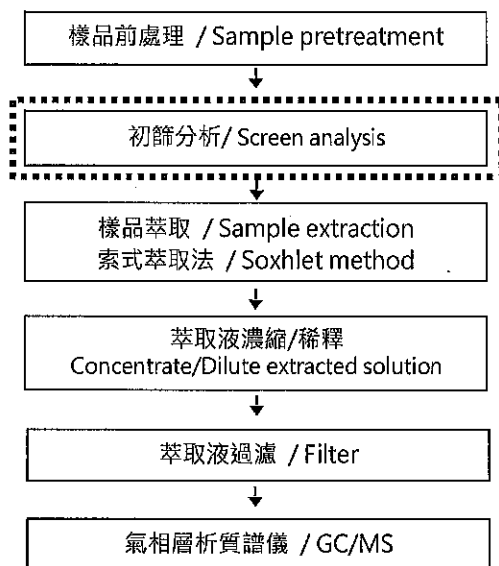 樣品前處理 / Sample pretreatment
初篩分析/ Screen analysis
樣品萃取 / Sample extraction
索式萃取法 / Soxhlet method
萃取液濃縮/稀釋
Concentrate/Dilute extracted solution
萃取液過濾 / Filter
氣相層析質譜儀 / GC/MS